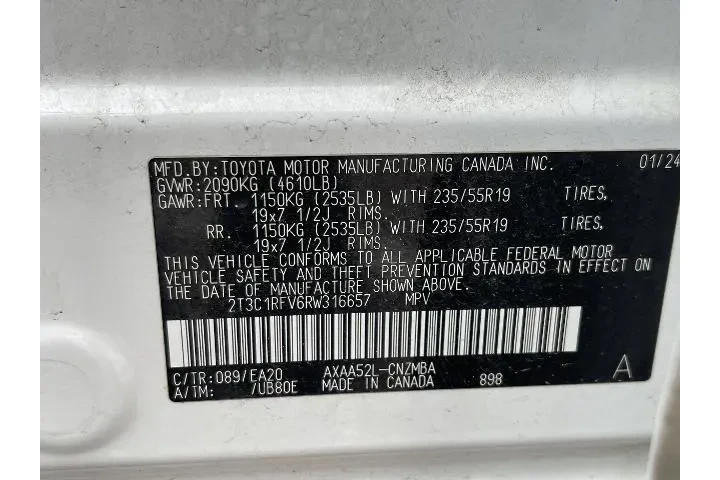 MFD.BY:TOYOTA MOTOR MANUFACTURING CANADA INC. 01/24
GVWR:2090KG (4610LB)
GAWR:FRT. 1150KG (2535LB) WITH 235/55R19 TIRES,
19x7 1/2J RIMS.
RR. 1150KG (2535LB) WITH 235/55R19 TIRES,
19x7 1/2J RIMS.
THIS VEHICLE CONFORMS TO ALL APPLICABLE FEDERAL MOTOR
VEHICLE SAFETY AND THEFT PREVENTION STANDARDS IN EFFECT ON
THE DATE OF MANUFACTURE SHOWN ABOVE.
2T3C1RFV6RW316657 MPV
C/TR:089/EA20 AXAA52L-CNZMBA
A/TM: /UB80E MADE IN CANADA 898 A